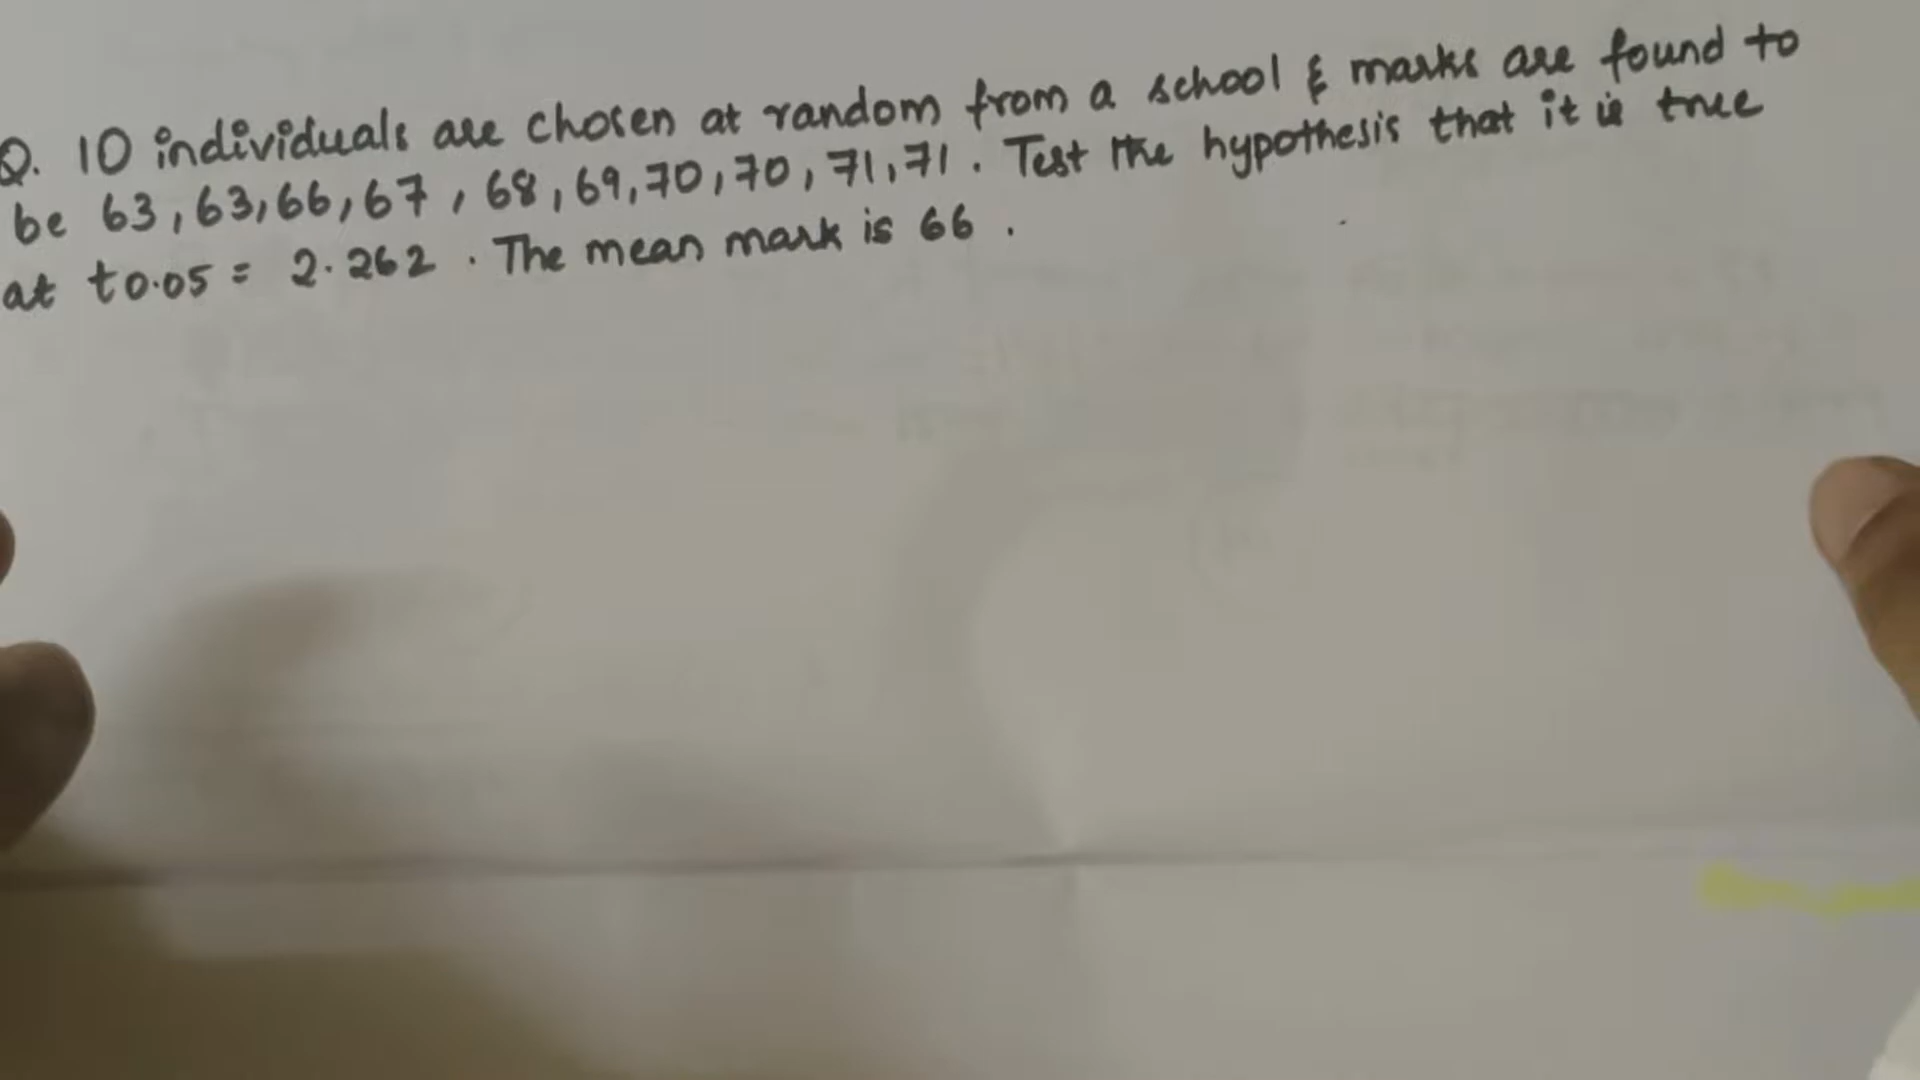 Q. 10 individuals are chosen at random from a school & marks are found to
be 63, 63, 66, 67, 68, 69, 70, 70, 71, 71. Test the hypothesis that it is true
at t0.05 = 2.262. The mean mark is 66.